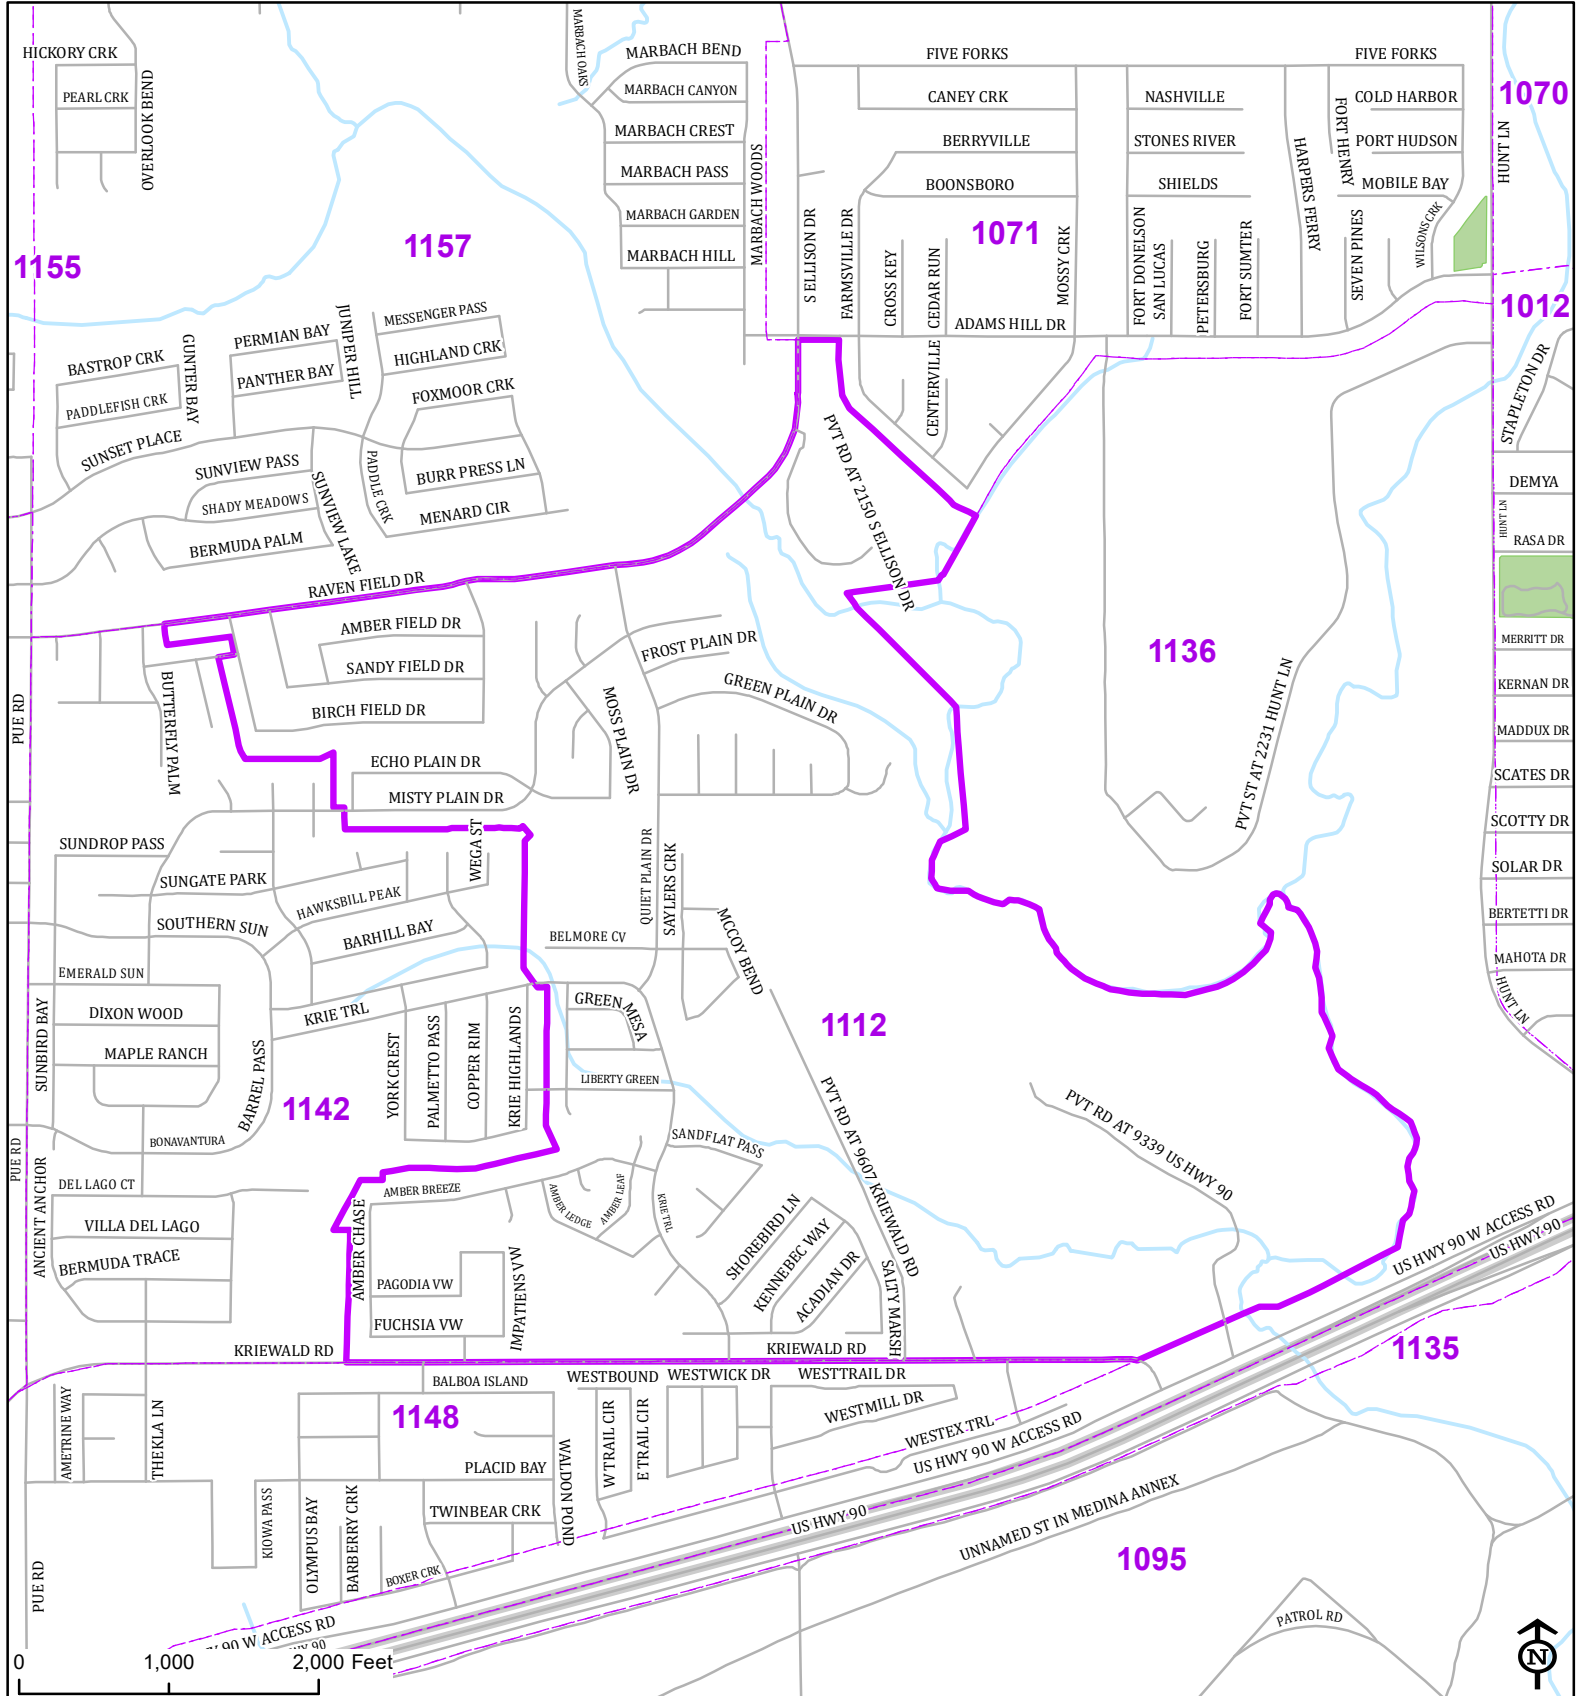 HICKORY CRK
PEARL CRK
OVERLOOK BEND
MARBACH OAKS
MARBACH BEND
MARBACH CANYON
MARBACH CREST
MARBACH PASS
MARBACH GARDEN
MARBACH HILL
MARBACH WOODS
FIVE FORKS
FIVE FORKS
CANEY CRK
NASHVILLE
COLD HARBOR
BERRYVILLE
STONES RIVER
PORT HUDSON
BOONSBORO
SHIELDS
MOBILE BAY
FORT HENRY
HARPERS FERRY
HUNT LN
1070
1071
1155
1157
1012
S ELLISON DR
FARMSVILLE DR
CROSS KEY
CEDAR RUN
MOSSY CRK
FORT DONELSON
SAN LUCAS
PETERSBURG
FORT SUMTER
SEVEN PINES
WILSONS CRK
ADAMS HILL DR
CENTERVILLE
MESSENGER PASS
HIGHLAND CRK
FOXMOOR CRK
JUNIPER HILL
PERMIAN BAY
PANTHER BAY
GUNTER BAY
BASTROP CRK
PADDLEFISH CRK
SUNSET PLACE
SUNVIEW PASS
SHADY MEADOWS
BERMUDA PALM
SUNVIEW LAKE
PADDLE CRK
BURR PRESS LN
MENARD CIR
RAVEN FIELD DR
PVT RD AT 2150 S ELLISON DR
STAPLETON DR
DEMYA
HUNT LN
RASA DR
MERRITT DR
KERNAN DR
MADDUX DR
SCATES DR
SCOTTY DR
SOLAR DR
BERTETTI DR
MAHOTA DR
HUNT LN
1136
PVT ST AT 2231 HUNT LN
AMBER FIELD DR
SANDY FIELD DR
BIRCH FIELD DR
FROST PLAIN DR
GREEN PLAIN DR
MOSS PLAIN DR
BUTTERFLY PALM
PUE RD
ECHO PLAIN DR
MISTY PLAIN DR
WEGA ST
QUIET PLAIN DR
SAYLERS CRK
SUNDROP PASS
SUNGATE PARK
HAWKSBILL PEAK
SOUTHERN SUN
BARHILL BAY
BELMORE CV
MCCOY BEND
EMERALD SUN
DIXON WOOD
MAPLE RANCH
SUNBIRD BAY
KRIE TRL
BARREL PASS
GREEN MESA
1112
1142
YORK CREST
PALMETTO PASS
COPPER RIM
KRIE HIGHLANDS
LIBERTY GREEN
BONAVANTURA
SANDFLAT PASS
PVT RD AT 9607 KRIEWALD RD
PVT RD AT 9339 US HWY 90
PUE RD
ANCIENT ANCHOR
DEL LAGO CT
VILLA DEL LAGO
BERMUDA TRACE
AMBER BREEZE
AMBER CHASE
AMBER LEDGE
AMBER LEAF
KRIE TRL
SHOREBIRD LN
KENNEBEC WAY
ACADIAN DR
SALTY MARSH
PAGODIA VW
FUCHSIA VW
IMPATIENS VW
KRIEWALD RD
KRIEWALD RD
US HWY 90 W ACCESS RD
US HWY 90
1135
1148
BALBOA ISLAND
WESTBOUND
WESTWICK DR
WESTTRAIL DR
WESTMILL DR
WESTEX TRL
US HWY 90 W ACCESS RD
W TRAIL CIR
E TRAIL CIR
AMETRINE WAY
THEKLA LN
PLACID BAY
WALDON POND
TWINBEAR CRK
KIOWA PASS
OLYMPUS BAY
BARBERRY CRK
BOXER CRK
US HWY 90
UNNAMED ST IN MEDINA ANNEX
1095
PATROL RD
PUE RD
Y 90 W ACCESS RD
WY 90
0 1,000 2,000 Feet
N